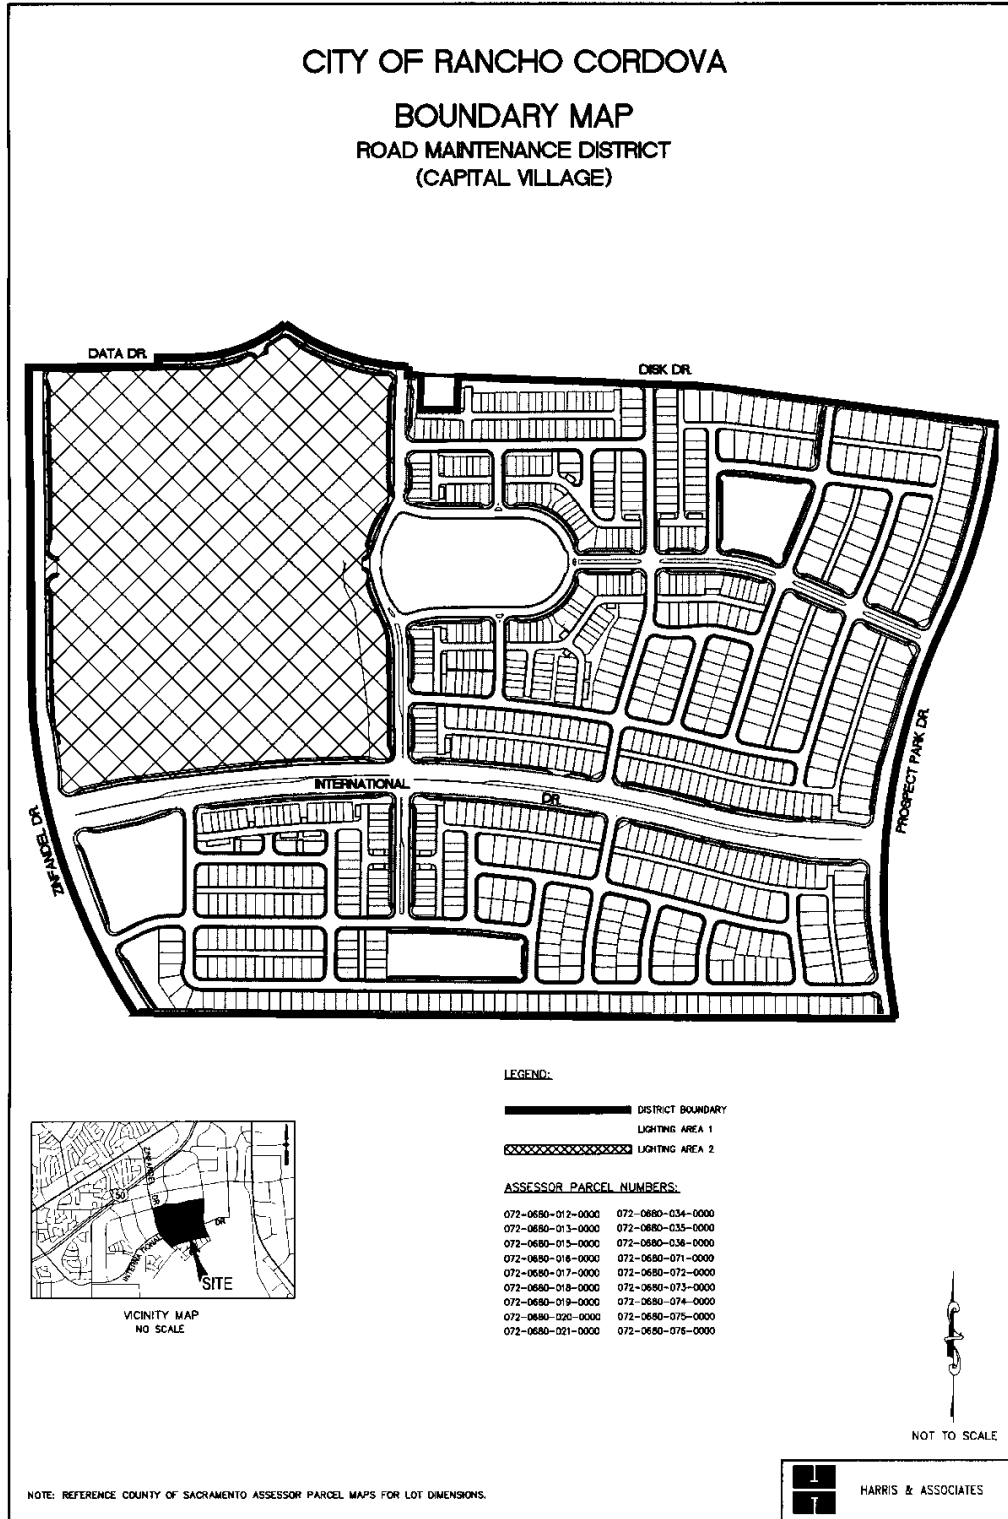 CITY OF RANCHO CORDOVA
BOUNDARY MAP
ROAD MAINTENANCE DISTRICT
(CAPITAL VILLAGE)
DATA DR.
DISK DR.
INTERNATIONAL DR.
ZINFANDEL DR.
PROSPECT PARK DR.
LEGEND:
DISTRICT BOUNDARY
LIGHTING AREA 1
LIGHTING AREA 2
ASSESSOR PARCEL NUMBERS:
072-0680-012-0000 072-0680-034-0000
072-0680-013-0000 072-0680-035-0000
072-0680-015-0000 072-0680-036-0000
072-0680-016-0000 072-0680-071-0000
072-0680-017-0000 072-0680-072-0000
072-0680-018-0000 072-0680-073-0000
072-0680-019-0000 072-0680-074-0000
072-0680-020-0000 072-0680-075-0000
072-0680-021-0000 072-0680-076-0000
ZINFANDEL DR
50
INTERNATIONAL DR
SITE
VICINITY MAP
NO SCALE
NOT TO SCALE
NOTE: REFERENCE COUNTY OF SACRAMENTO ASSESSOR PARCEL MAPS FOR LOT DIMENSIONS.
HARRIS & ASSOCIATES